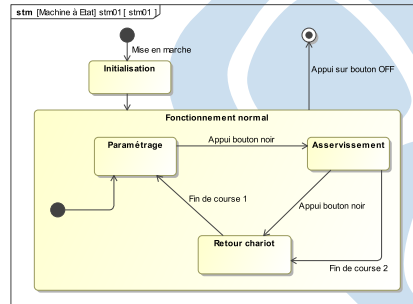 stm [Machine à Etat] stm01 [ stm01 ]
Mise en marche
Initialisation
Appui sur bouton OFF
Fonctionnement normal
Paramétrage
Appui bouton noir
Asservissement
Fin de course 1
Appui bouton noir
Retour chariot
Fin de course 2